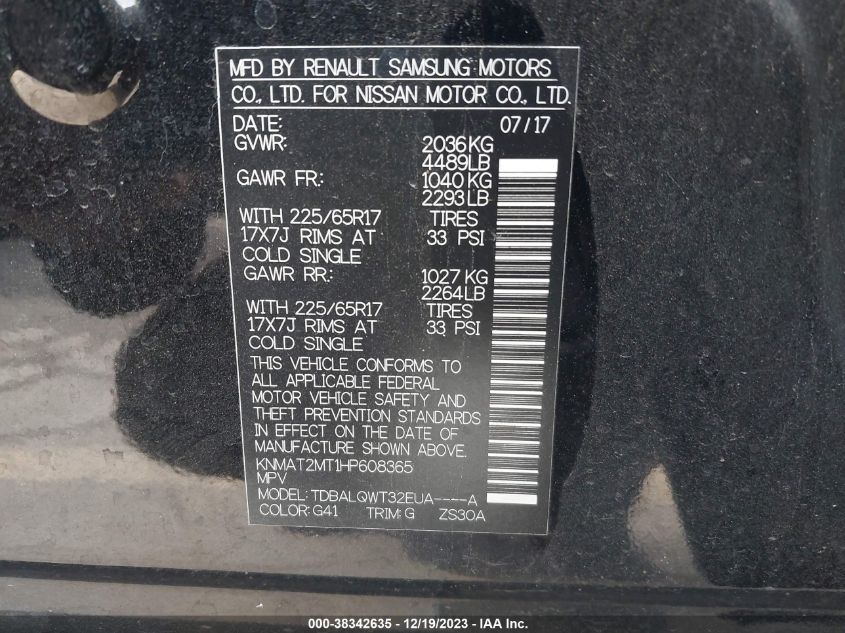 MFD BY RENAULT SAMSUNG MOTORS
CO., LTD. FOR NISSAN MOTOR CO., LTD.
DATE: 07/17
GVWR: 2036KG
4489LB
GAWR FR.: 1040KG
2293LB
WITH 225/65R17 TIRES
17X7J RIMS AT 33 PSI
COLD SINGLE
GAWR RR.: 1027KG
2264LB
WITH 225/65R17 TIRES
17X7J RIMS AT 33 PSI
COLD SINGLE
THIS VEHICLE CONFORMS TO
ALL APPLICABLE FEDERAL
MOTOR VEHICLE SAFETY AND
THEFT PREVENTION STANDARDS
IN EFFECT ON THE DATE OF
MANUFACTURE SHOWN ABOVE.
KNMAT2MT1HP608365
MPV
MODEL: TDBALQWT32EUA----A
COLOR: G41 TRIM: G ZS30A
000-38342635 - 12/19/2023 - IAA Inc.